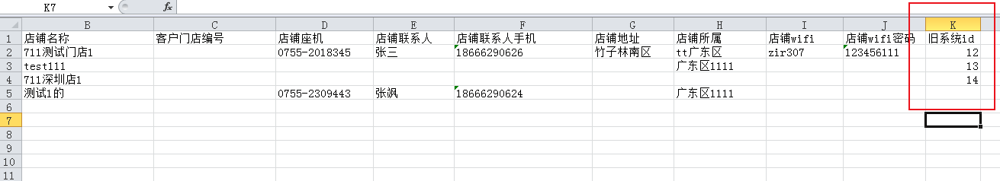 K7 fx
B C D E F G H I J K
1 店铺名称 客户门店编号 店铺座机 店铺联系人 店铺联系人手机 店铺地址 店铺所属 店铺wifi 店铺wifi密码 旧系统id
2 711测试门店1 0755-2018345 张三 18666290626 竹子林南区 tt广东区 zir307 123456111 12
3 test111 广东区1111 13
4 711深圳店1 14
5 测试1的 0755-2309443 张飒 18666290624 广东区1111
6
7
8
9
10
11